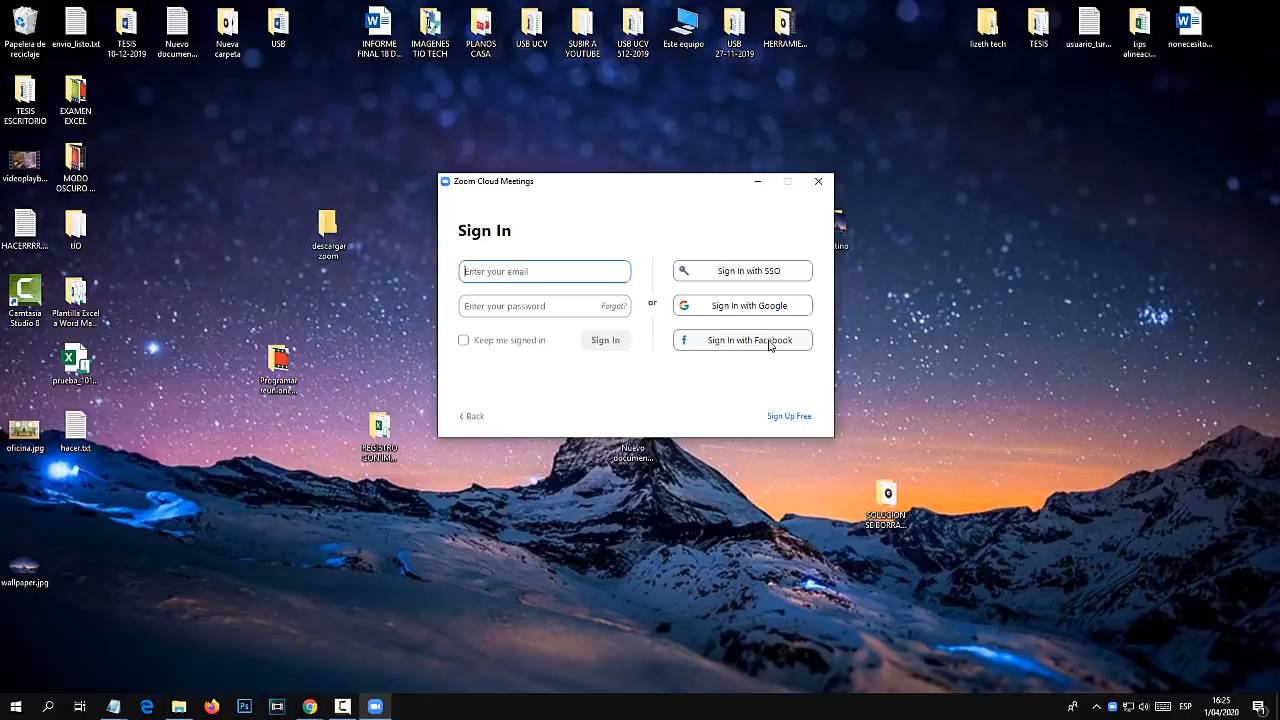 Papelera de
reciclaje
envio_listo.txt
TESIS
10-12-2019
Nuevo
documen...
Nueva
carpeta
USB
INFORME
FINAL 18 D...
IMAGENES
TIO TECH
PLANOS
CASA
USB UCV
SUBIR A
YOUTUBE
USB UCV
512-2019
Este equipo
USB
27-11-2019
HERRAMIE...
lizeth tech
TESIS
usuario_tur...
tips
alineaci...
nonecesito...
TESIS
ESCRITORIO
EXAMEN
EXCEL
videoplayb...
MODO
OSCURO...
HACERRRR...
tÍO
descargar
zoom
Camtasia
Studio 8
Plantilla Excel
a Word Ma...
prueba_101...
Programar
reunione...
oficina.jpg
hacer.txt
REGISTRO
CON IM...
Nuevo
documen...
SOLUCION
SE BORRA...
wallpaper.jpg
Zoom Cloud Meetings
Sign In
Enter your email
Enter your password
Forgot?
Keep me signed in
Sign In
or
Sign In with SSO
Sign In with Google
Sign In with Facebook
Back
Sign Up Free
ESP
16:25
1/04/2020